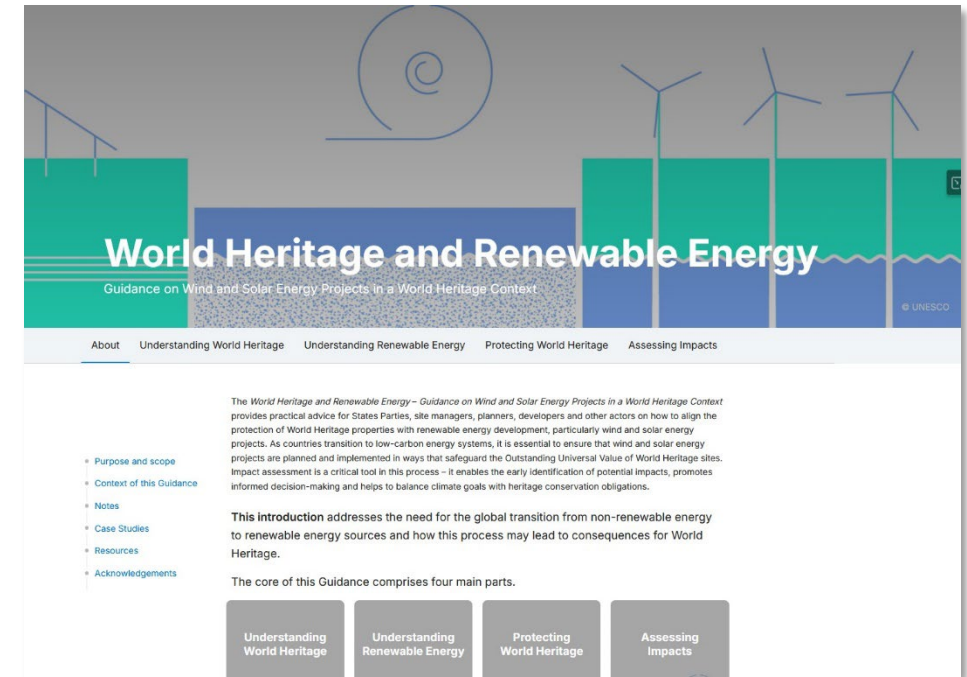 World Heritage and Renewable Energy
Guidance on Wind and Solar Energy Projects in a World Heritage Context
© UNESCO
About Understanding World Heritage Understanding Renewable Energy Protecting World Heritage Assessing Impacts
The World Heritage and Renewable Energy – Guidance on Wind and Solar Energy Projects in a World Heritage Context
provides practical advice for States Parties, site managers, planners, developers and other actors on how to align the
protection of World Heritage properties with renewable energy development, particularly wind and solar energy
projects. As countries transition to low-carbon energy systems, it is essential to ensure that wind and solar energy
projects are planned and implemented in ways that safeguard the Outstanding Universal Value of World Heritage sites.
Impact assessment is a critical tool in this process – it enables the early identification of potential impacts, promotes
informed decision-making and helps to balance climate goals with heritage conservation obligations.
Purpose and scope
Context of this Guidance
Notes
Case Studies
Resources
Acknowledgements
This introduction addresses the need for the global transition from non-renewable energy
to renewable energy sources and how this process may lead to consequences for World
Heritage.
The core of this Guidance comprises four main parts.
Understanding
World Heritage
Understanding
Renewable Energy
Protecting
World Heritage
Assessing
Impacts